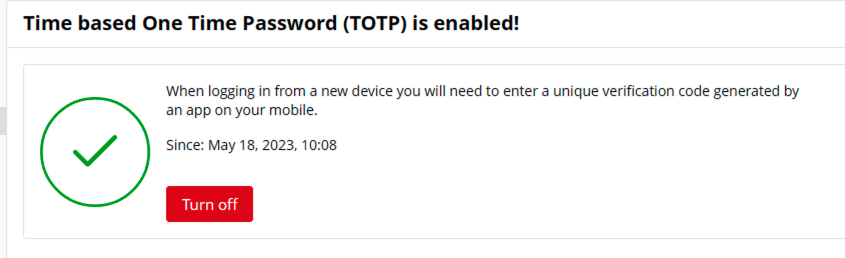 Time based One Time Password (TOTP) is enabled!
When logging in from a new device you will need to enter a unique verification code generated by
an app on your mobile.
Since: May 18, 2023, 10:08
Turn off